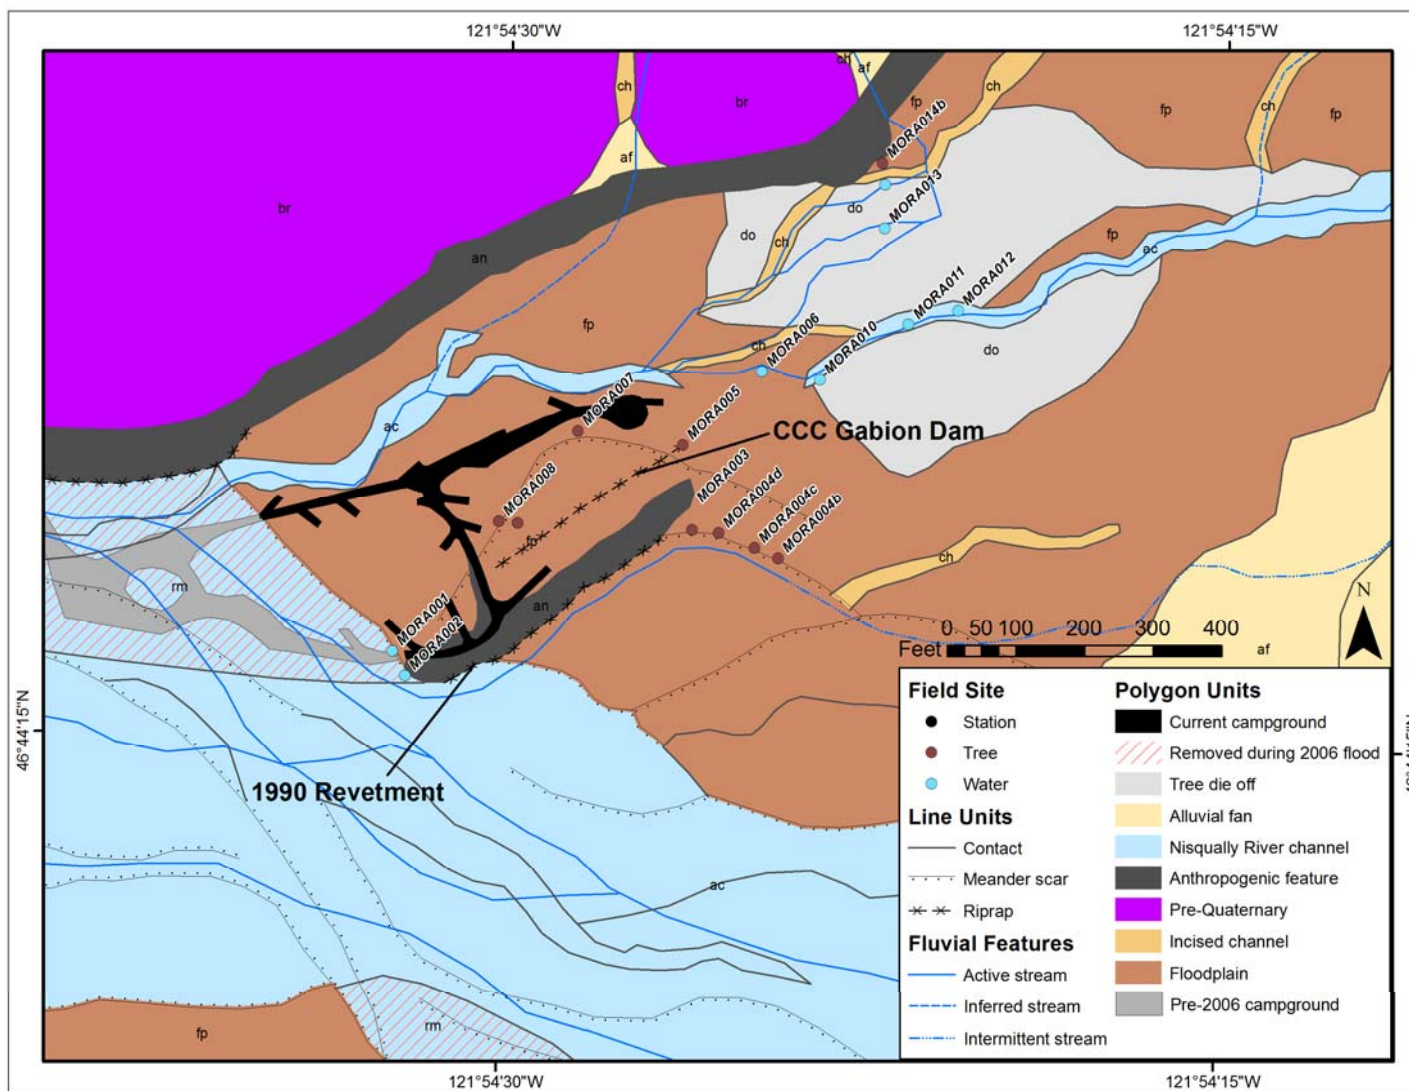 121°54'30"W
121°54'15"W
ch
af
ch
br
fp
ch
fp
ch
fp
MORA014b
af
MORA013
br
do
do
ch
fp
ac
an
MORA011
MORA012
fp
ch
MORA006
MORA010
do
MORA007
ac
MORA005
CCC Gabion Dam
MORA003
MORA008
MORA004d
MORA004c
MORA004b
fp
ch
rm
an
MORA001
MORA002
N
0 50 100 200 300 400
Feet
af
46°44'15"N
1990 Revetment
ac
fp
rm
Field Site
Station
Tree
Water
Line Units
Contact
Meander scar
Riprap
Fluvial Features
Active stream
Inferred stream
Intermittent stream
Polygon Units
Current campground
Removed during 2006 flood
Tree die off
Alluvial fan
Nisqually River channel
Anthropogenic feature
Pre-Quaternary
Incised channel
Floodplain
Pre-2006 campground
121°54'30"W
121°54'15"W